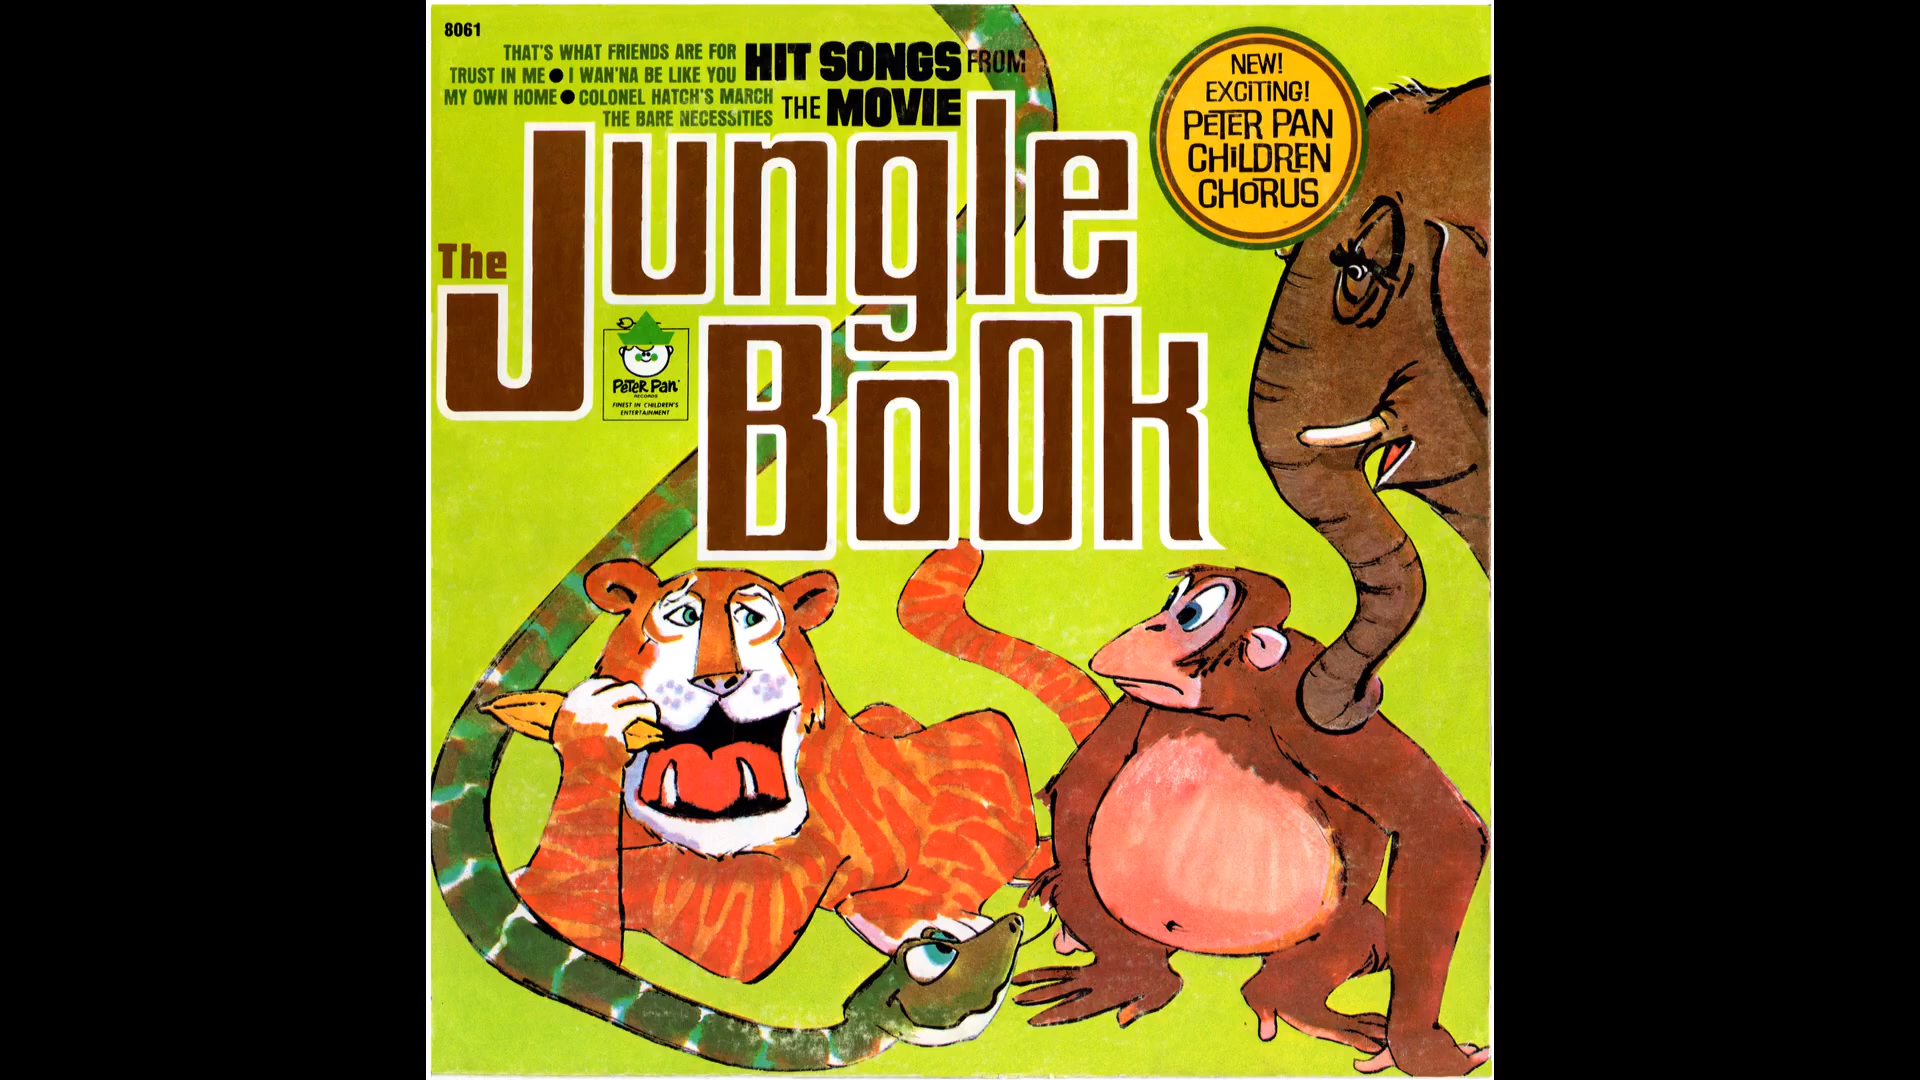 8061
THAT'S WHAT FRIENDS ARE FOR
TRUST IN ME ● I WAN'NA BE LIKE YOU
MY OWN HOME ● COLONEL HATCH'S MARCH
THE BARE NECESSITIES
HIT SONGS FROM
THE MOVIE
The
Jungle
Book
NEW!
EXCITING!
PETER PAN
CHILDREN
CHORUS
PETER PAN
RECORDS
FINEST IN CHILDREN'S
ENTERTAINMENT